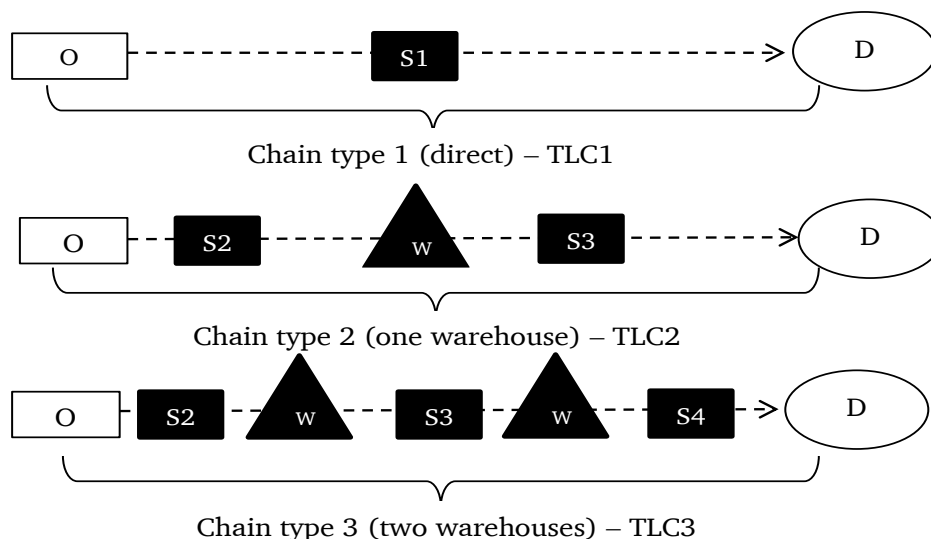 O S1 D
Chain type 1 (direct) – TLC1
O S2 W S3 D
Chain type 2 (one warehouse) – TLC2
O S2 W S3 W S4 D
Chain type 3 (two warehouses) – TLC3